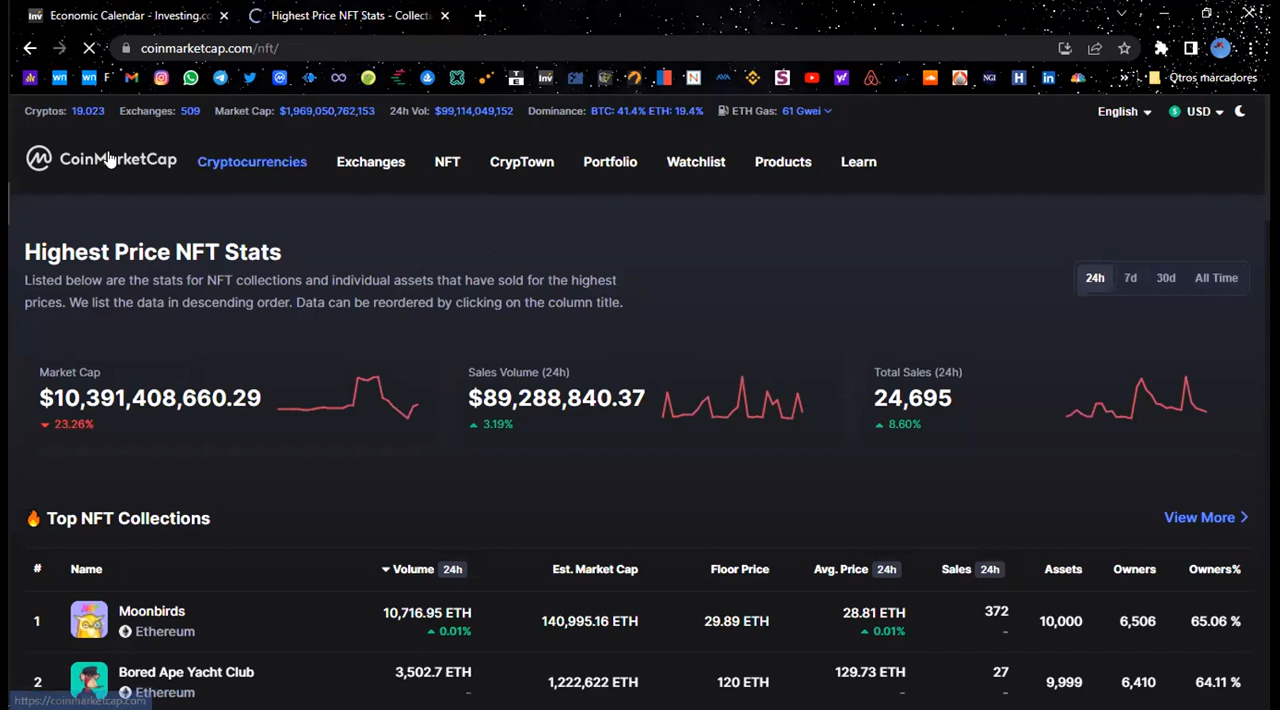 Economic Calendar - Investing.co
Highest Price NFT Stats - Collecti
coinmarketcap.com/nft/
Otros marcadores
Cryptos: 19.023 Exchanges: 509 Market Cap: $1,969,050,762,153 24h Vol: $99,114,049,152 Dominance: BTC: 41.4% ETH: 19.4% ETH Gas: 61 Gwei English USD
CoinMarketCap Cryptocurrencies Exchanges NFT CrypTown Portfolio Watchlist Products Learn
Highest Price NFT Stats
Listed below are the stats for NFT collections and individual assets that have sold for the highest
prices. We list the data in descending order. Data can be reordered by clicking on the column title.
24h 7d 30d All Time
Market Cap Sales Volume (24h) Total Sales (24h)
$10,391,408,660.29 $89,288,840.37 24,695
23.26% 3.19% 8.60%
Top NFT Collections View More
# Name Volume 24h Est. Market Cap Floor Price Avg. Price 24h Sales 24h Assets Owners Owners%
1 Moonbirds Ethereum 10,716.95 ETH 0.01% 140,995.16 ETH 29.89 ETH 28.81 ETH 0.01% 372 - 10,000 6,506 65.06 %
2 Bored Ape Yacht Club Ethereum 3,502.7 ETH - 1,222,622 ETH 120 ETH 129.73 ETH - 27 - 9,999 6,410 64.11 %
https://coinmarketcap.com